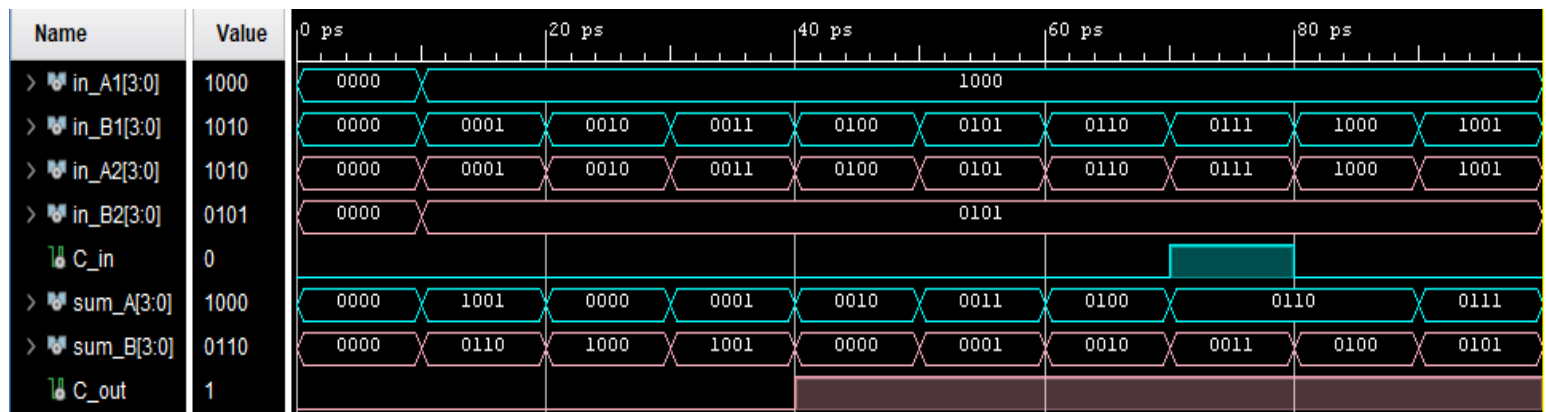 Name Value 0 ps 20 ps 40 ps 60 ps 80 ps
in_A1[3:0] 1000 0000 1000
in_B1[3:0] 1010 0000 0001 0010 0011 0100 0101 0110 0111 1000 1001
in_A2[3:0] 1010 0000 0001 0010 0011 0100 0101 0110 0111 1000 1001
in_B2[3:0] 0101 0000 0101
C_in 0
sum_A[3:0] 1000 0000 1001 0000 0001 0010 0011 0100 0110 0111
sum_B[3:0] 0110 0000 0110 1000 1001 0000 0001 0010 0011 0100 0101
C_out 1